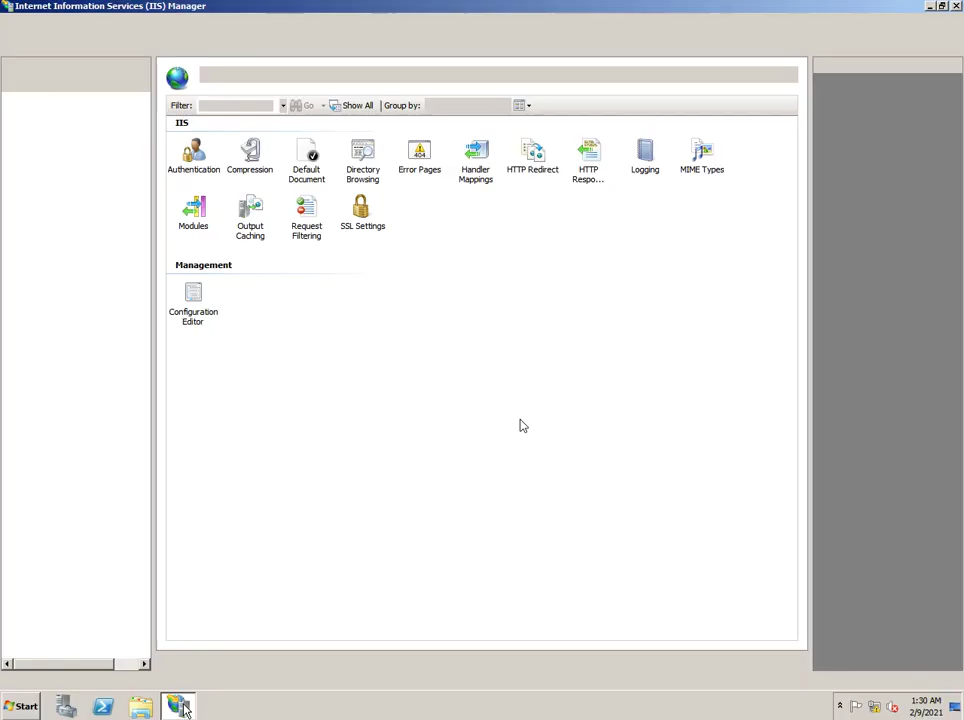 Internet Information Services (IIS) Manager
Filter: Go Show All Group by:
IIS
Authentication Compression Default Document Directory Browsing Error Pages Handler Mappings HTTP Redirect HTTP Respo... Logging MIME Types
Modules Output Caching Request Filtering SSL Settings
Management
Configuration Editor
Start
1:30 AM
2/9/2021